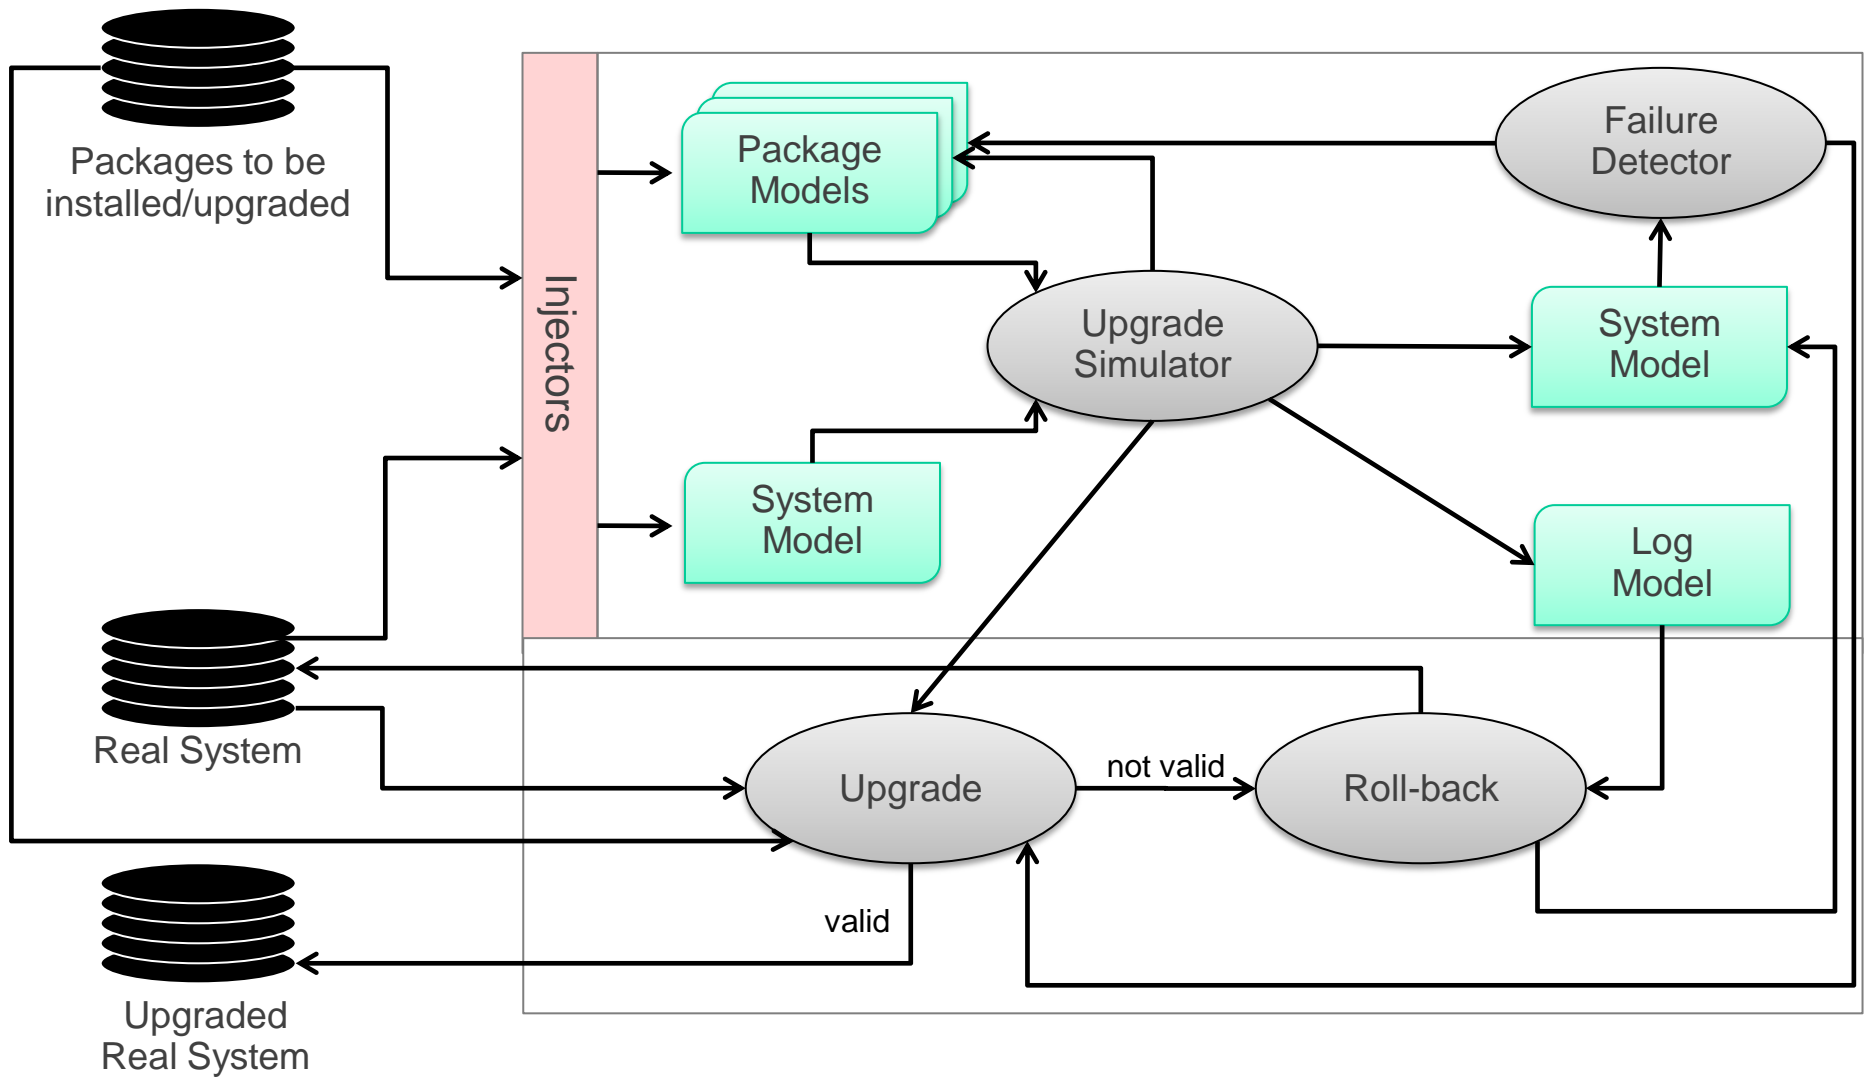 Packages to be
installed/upgraded
Injectors
Package
Models
Failure
Detector
Upgrade
Simulator
System
Model
System
Model
Log
Model
Real System
Upgrade
not valid
Roll-back
valid
Upgraded
Real System